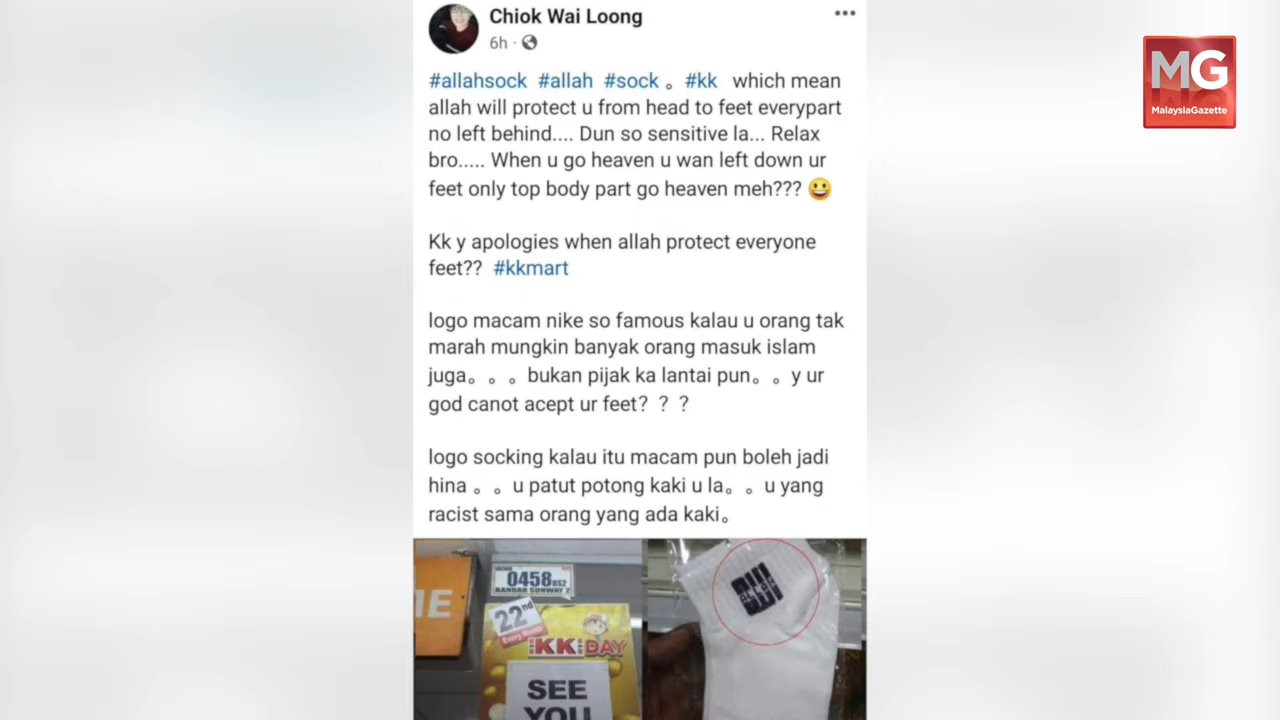 Chiok Wai Loong
6h
#allahsock #allah #sock 。 #kk which mean
allah will protect u from head to feet everypart
no left behind.... Dun so sensitive la... Relax
bro..... When u go heaven u wan left down ur
feet only top body part go heaven meh??? 😀
Kk y apologies when allah protect everyone
feet?? #kkmart
logo macam nike so famous kalau u orang tak
marah mungkin banyak orang masuk islam
juga。。。bukan pijak ka lantai pun。。y ur
god canot acept ur feet？？？
logo socking kalau itu macam pun boleh jadi
hina 。。u patut potong kaki u la。。u yang
racist sama orang yang ada kaki。
MG
MalaysiaGazette
0458
BANDAR SUNWAY 2
22nd
Every Month
KK DAY
SEE
YOU